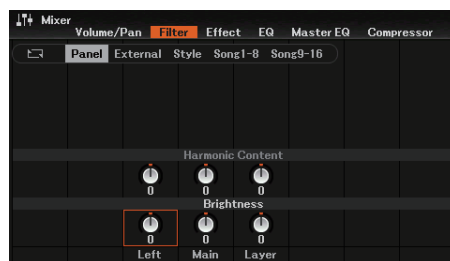 Mixer
Volume/Pan Filter Effect EQ Master EQ Compressor
Panel External Style Song1-8 Song9-16
Harmonic Content
0 0 0
Brightness
0 0 0
Left Main Layer